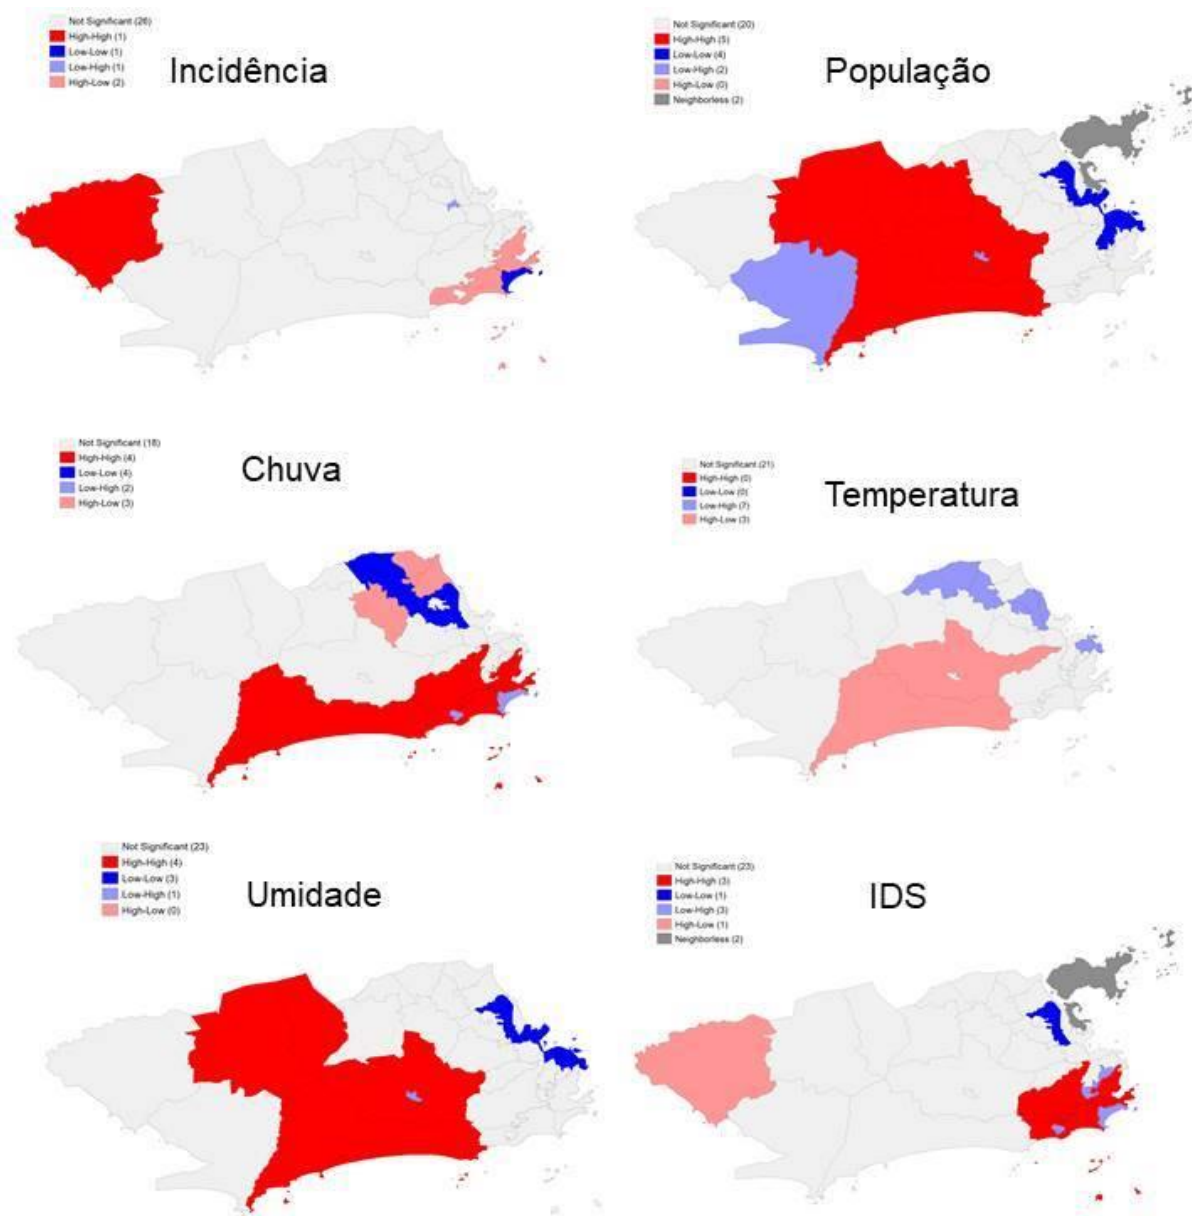 Not Significant (26)
High-High (1)
Low-Low (1)
Low-High (1)
High-Low (2)
Incidência
Not Significant (20)
High-High (5)
Low-Low (4)
Low-High (2)
High-Low (0)
Neighborless (2)
População
Not Significant (18)
High-High (4)
Low-Low (4)
Low-High (2)
High-Low (3)
Chuva
Not Significant (21)
High-High (0)
Low-Low (0)
Low-High (7)
High-Low (3)
Temperatura
Not Significant (23)
High-High (4)
Low-Low (3)
Low-High (1)
High-Low (0)
Umidade
Not Significant (23)
High-High (3)
Low-Low (1)
Low-High (3)
High-Low (1)
Neighborless (2)
IDS